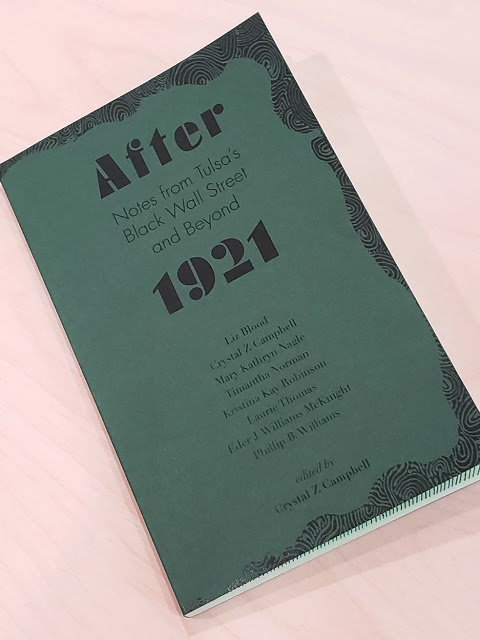 After
Notes from Tulsa's
Black Wall Street
and Beyond
1921
Liz Blood
Crystal Z Campbell
Mary Kathryn Nagle
Timantha Norman
Kristina Kay Robinson
Laurie Thomas
Eder J Williams McKnight
Phillip B. Williams
edited by
Crystal Z. Campbell